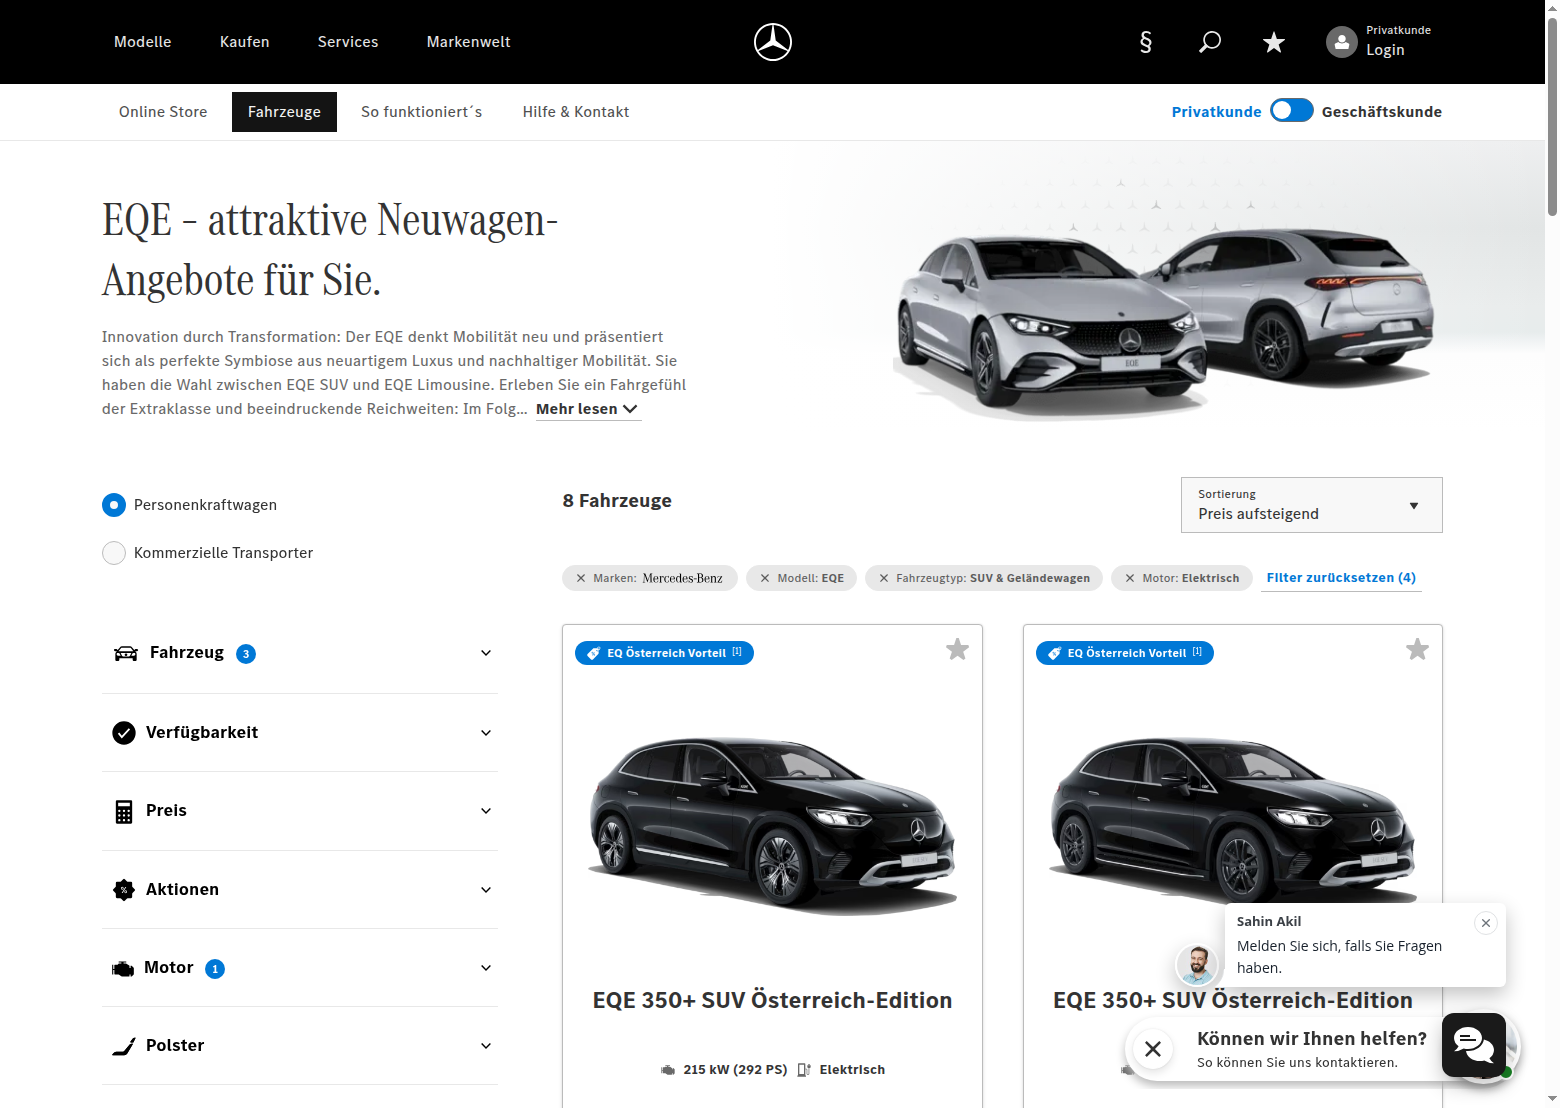 Modelle
Kaufen
Services
Markenwelt
§
Privatkunde
Login
Online Store
Fahrzeuge
So funktioniert´s
Hilfe & Kontakt
Privatkunde
Geschäftskunde
EQE – attraktive Neuwagen-
Angebote für Sie.
Innovation durch Transformation: Der EQE denkt Mobilität neu und präsentiert
sich als perfekte Symbiose aus neuartigem Luxus und nachhaltiger Mobilität. Sie
haben die Wahl zwischen EQE SUV und EQE Limousine. Erleben Sie ein Fahrgefühl
der Extraklasse und beeindruckende Reichweiten: Im Folg... Mehr lesen
EQE
Personenkraftwagen
Kommerzielle Transporter
8 Fahrzeuge
Sortierung
Preis aufsteigend
Marken: Mercedes-Benz
Modell: EQE
Fahrzeugtyp: SUV & Geländewagen
Motor: Elektrisch
Filter zurücksetzen (4)
Fahrzeug 3
Verfügbarkeit
Preis
Aktionen
Motor 1
Polster
EQ Österreich Vorteil [1]
EQE 350+ SUV Österreich-Edition
215 kW (292 PS)
Elektrisch
EQ Österreich Vorteil [1]
EQE 350+ SUV Österreich-Edition
Sahin Akil
Melden Sie sich, falls Sie Fragen
haben.
Können wir Ihnen helfen?
So können Sie uns kontaktieren.